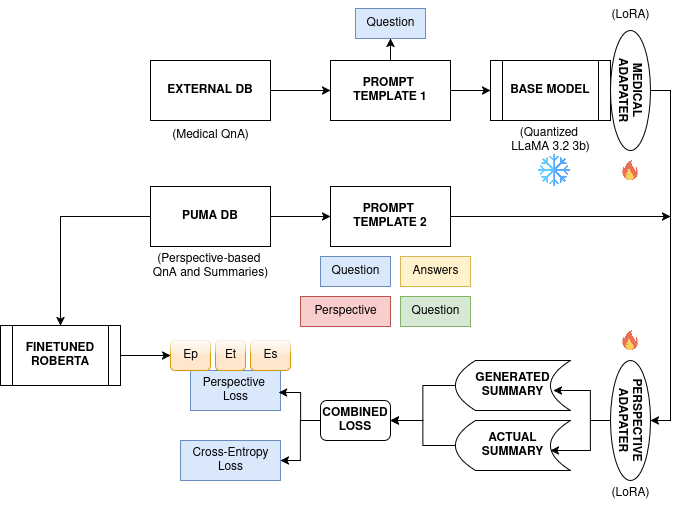 (LoRA)
Question
EXTERNAL DB
(Medical QnA)
PROMPT
TEMPLATE 1
BASE MODEL
(Quantized
LLaMA 3.2 3b)
MEDICAL
ADAPATER
PUMA DB
(Perspective-based
QnA and Summaries)
PROMPT
TEMPLATE 2
Question
Answers
Perspective
Question
FINETUNED
ROBERTA
Ep
Et
Es
Perspective
Loss
Cross-Entropy
Loss
COMBINED
LOSS
GENERATED
SUMMARY
ACTUAL
SUMMARY
PERSPECTIVE
ADAPATER
(LoRA)